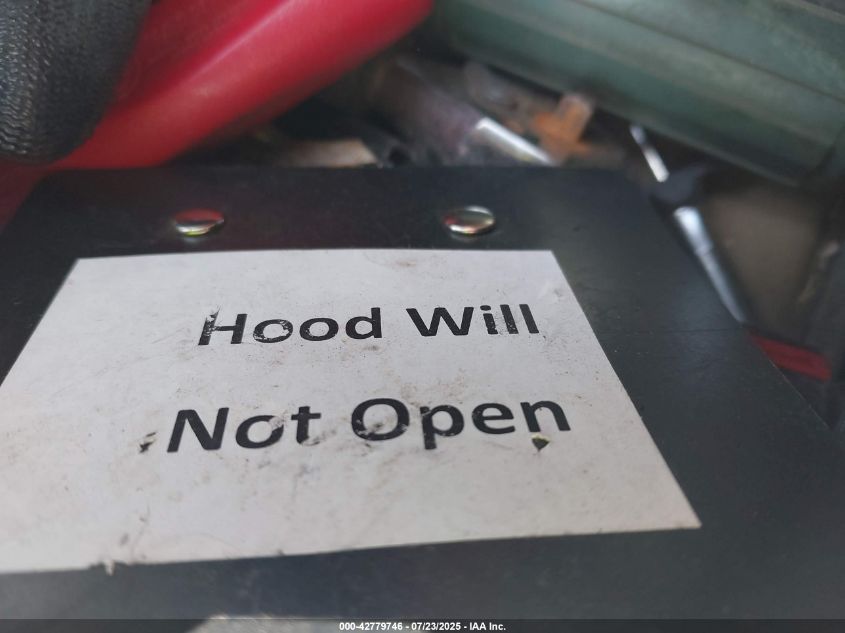 Hood Will
Not Open
000-42779746 - 07/23/2025 - IAA Inc.